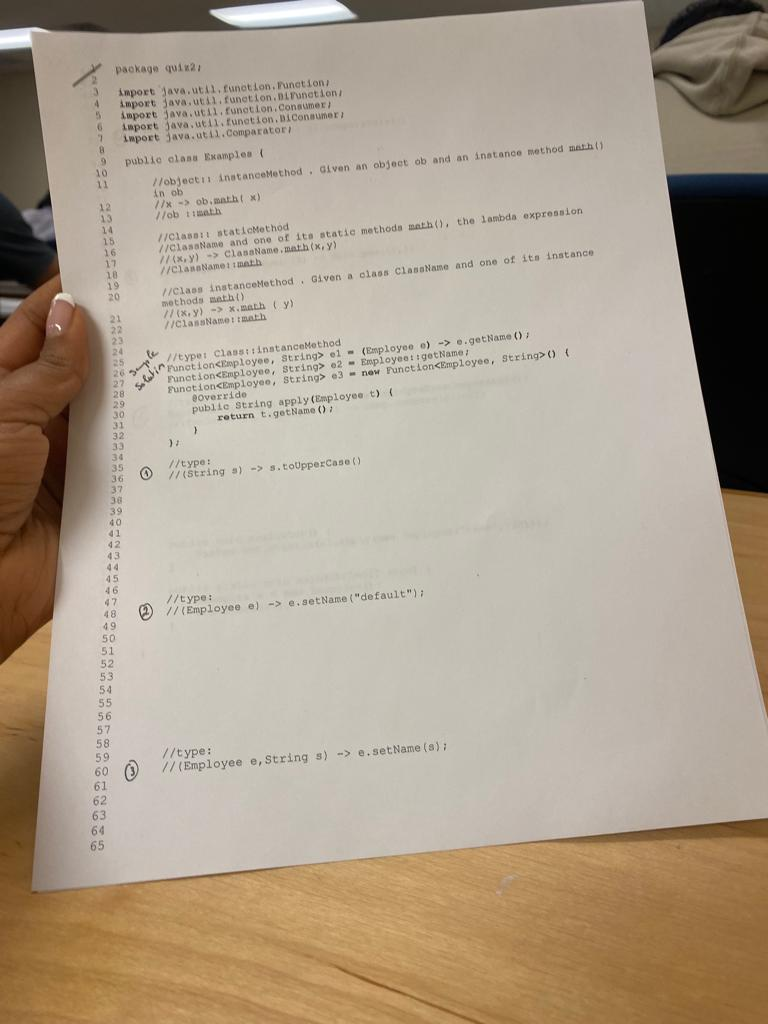 1 package quiz2;
2
3 import java.util.function.Function;
4 import java.util.function.BiFunction;
5 import java.util.function.Consumer;
6 import java.util.function.BiConsumer;
7 import java.util.Comparator;
8
9 public class Examples {
10
11 //object:: instanceMethod . Given an object ob and an instance method meth()
in ob
12 //x -> ob.meth( x)
13 //ob ::meth
14
15 //Class:: staticMethod
16 //ClassName and one of its static methods meth(), the lambda expression
17 //(x,y) -> ClassName.meth(x,y)
18 //ClassName::meth
19
20 //Class instanceMethod . Given a class ClassName and one of its instance
methods meth()
21 //(x,y) -> x.meth ( y)
22 //ClassName::meth
23
24 //type: Class::instanceMethod
25 Function<Employee, String> e1 = (Employee e) -> e.getName();
26 Function<Employee, String> e2 = Employee::getName;
27 Function<Employee, String> e3 = new Function<Employee, String>() {
28 @Override
29 public String apply(Employee t) {
30 return t.getName();
31 }
32 };
33
34
35 //type:
36 //(String s) -> s.toUpperCase()
37
38
39
40
41
42
43
44
45
46
47 //type:
48 //(Employee e) -> e.setName("default");
49
50
51
52
53
54
55
56
57
58
59 //type:
60 //(Employee e,String s) -> e.setName(s);
61
62
63
64
65
Sample
1
2
3